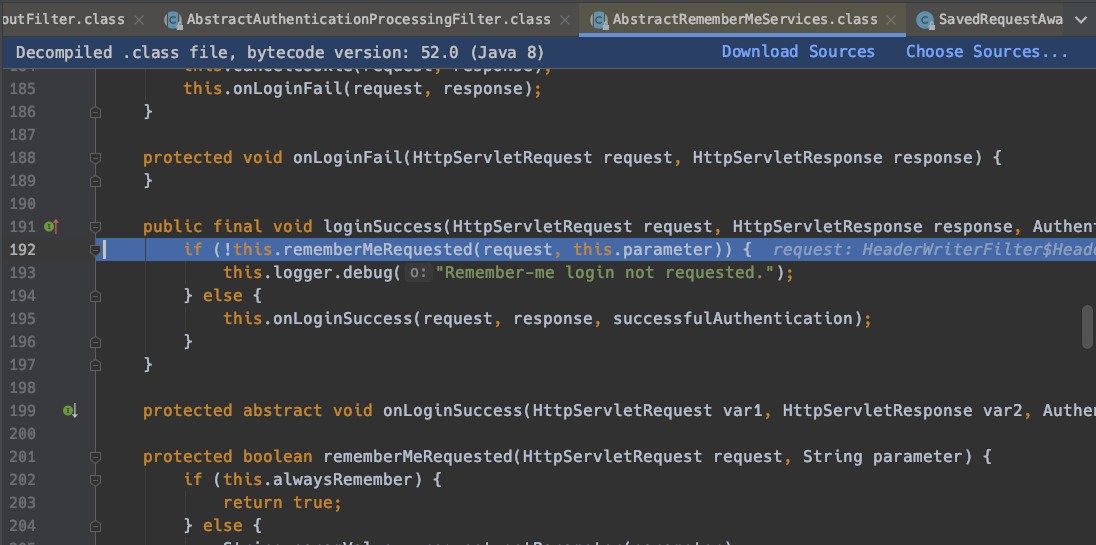 outFilter.class AbstractAuthenticationProcessingFilter.class AbstractRememberMeServices.class SavedRequestAwa
Decompiled .class file, bytecode version: 52.0 (Java 8) Download Sources Choose Sources...
184 this.cancelCookie(request, response);
185 this.onLoginFail(request, response);
186 }
187
188 protected void onLoginFail(HttpServletRequest request, HttpServletResponse response) {
189 }
190
191 public final void loginSuccess(HttpServletRequest request, HttpServletResponse response, Authent
192 if (!this.rememberMeRequested(request, this.parameter)) { request: HeaderWriterFilter$Heade
193 this.logger.debug( o: "Remember-me login not requested.");
194 } else {
195 this.onLoginSuccess(request, response, successfulAuthentication);
196 }
197 }
198
199 protected abstract void onLoginSuccess(HttpServletRequest var1, HttpServletResponse var2, Authen
200
201 protected boolean rememberMeRequested(HttpServletRequest request, String parameter) {
202 if (this.alwaysRemember) {
203 return true;
204 } else {